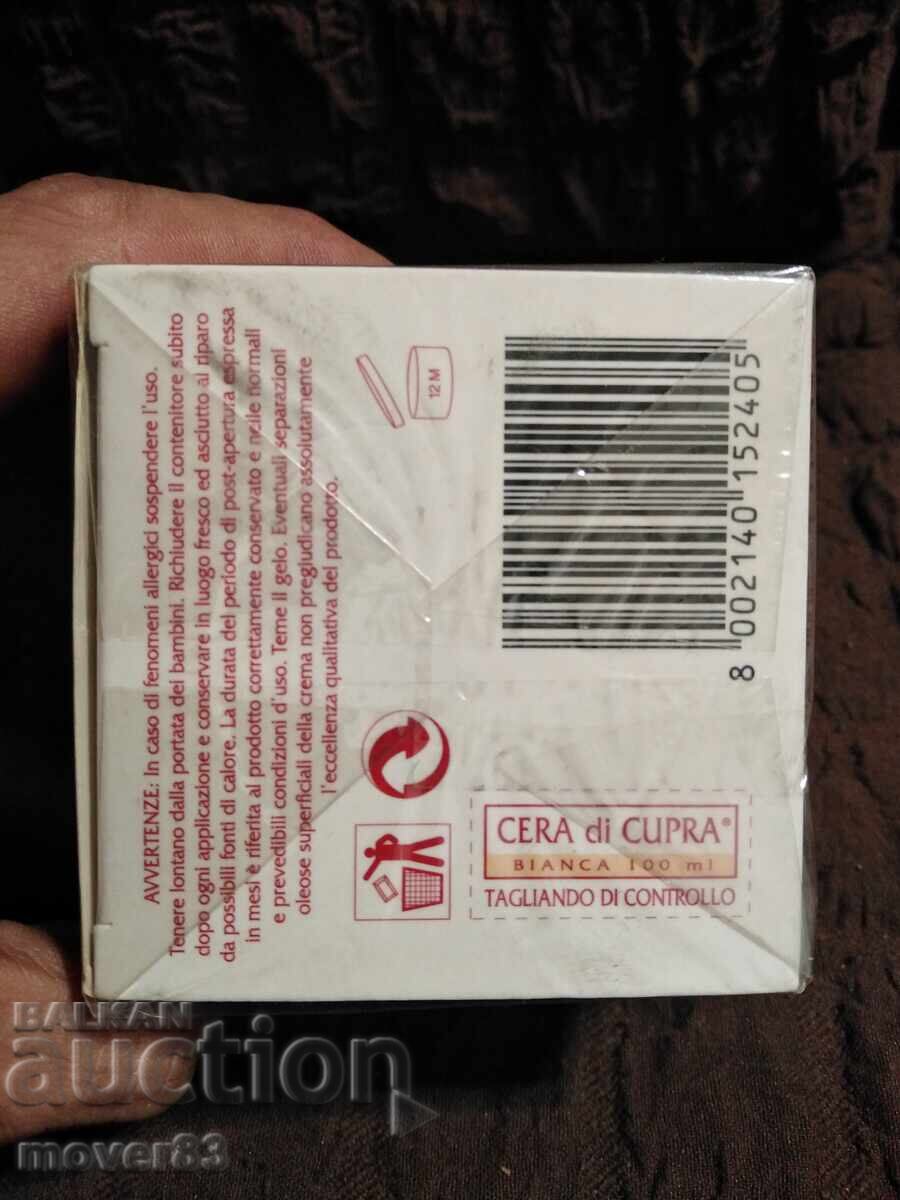 AVVERTENZE: In caso di fenomeni allergici sospendere l'uso.
Tenere lontano dalla portata dei bambini. Richiudere il contenitore subito
dopo ogni applicazione e conservare in luogo fresco ed asciutto al riparo
da possibili fonti di calore. La durata del periodo di post-apertura espressa
in mesi è riferita al prodotto correttamente conservato e nelle normali
e prevedibili condizioni d'uso. Teme il gelo. Eventuali separazioni
oleose superficiali della crema non pregiudicano assolutamente
l'eccellenza qualitativa del prodotto.
12 M
8 002140 152405
CERA di CUPRA®
BIANCA 100 ml
TAGLIANDO DI CONTROLLO
BALKAN
auction
mover83